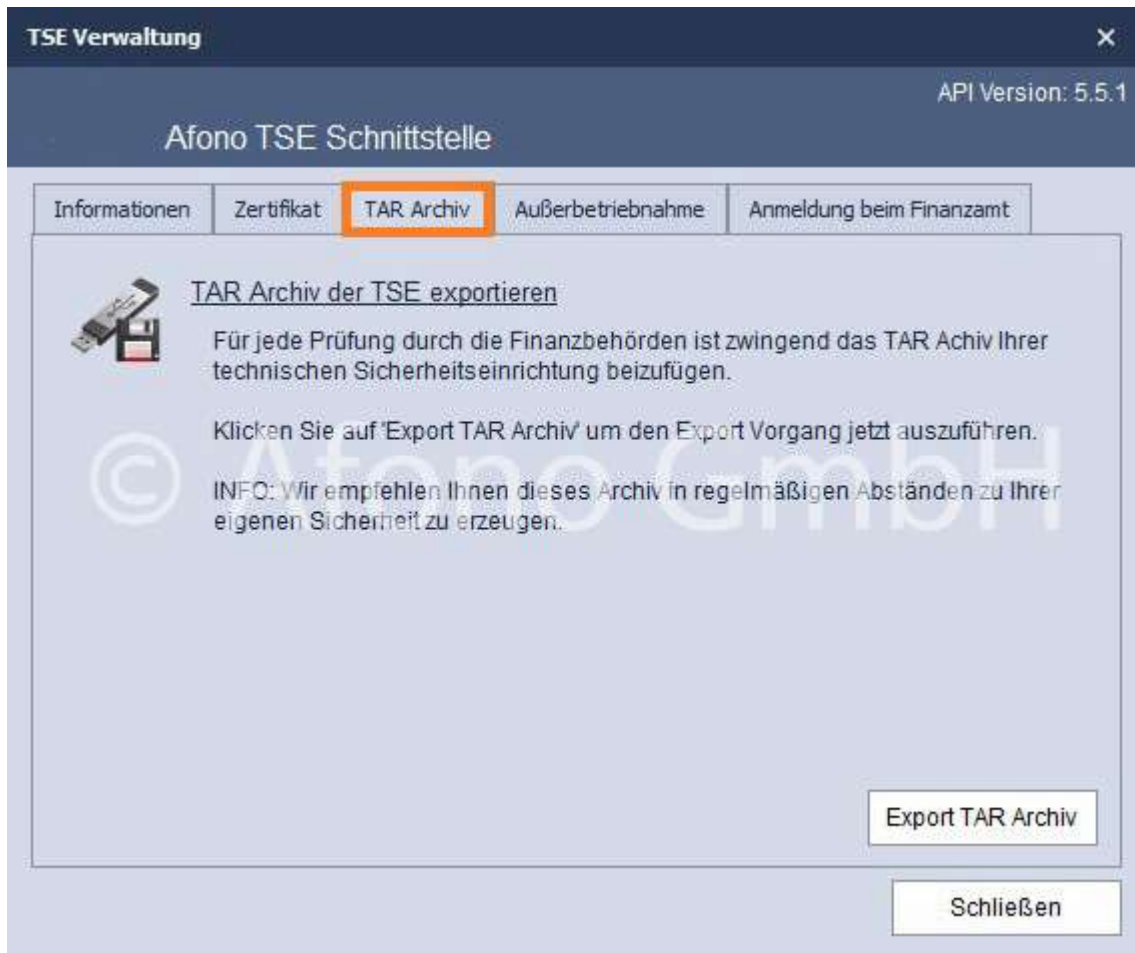 TSE Verwaltung
API Version: 5.5.1
Afono TSE Schnittstelle
Informationen
Zertifikat
TAR Archiv
Außerbetriebnahme
Anmeldung beim Finanzamt
TAR Archiv der TSE exportieren
Für jede Prüfung durch die Finanzbehörden ist zwingend das TAR Achiv Ihrer
technischen Sicherheitseinrichtung beizufügen.
Klicken Sie auf 'Export TAR Archiv' um den Export Vorgang jetzt auszuführen.
© Afono GmbH
INFO: Wir empfehlen Ihnen dieses Archiv in regelmäßigen Abständen zu Ihrer
eigenen Sicherheit zu erzeugen.
Export TAR Archiv
Schließen